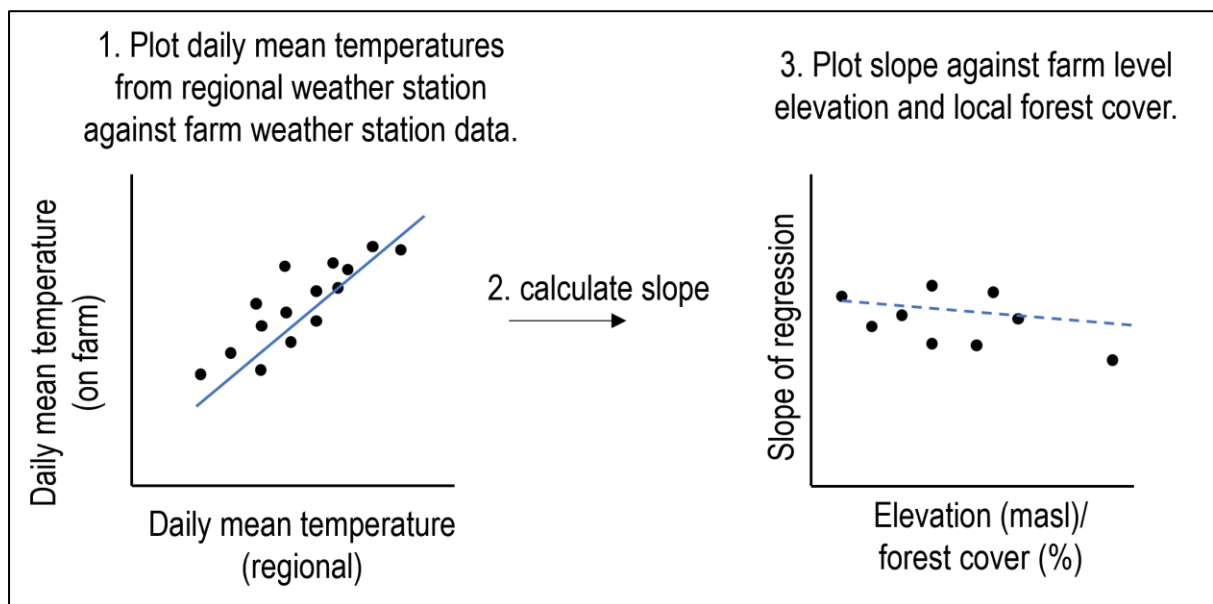 1. Plot daily mean temperatures
from regional weather station
against farm weather station data.
Daily mean temperature
(on farm)
Daily mean temperature
(regional)
2. calculate slope
3. Plot slope against farm level
elevation and local forest cover.
Slope of regression
Elevation (masl)/
forest cover (%)